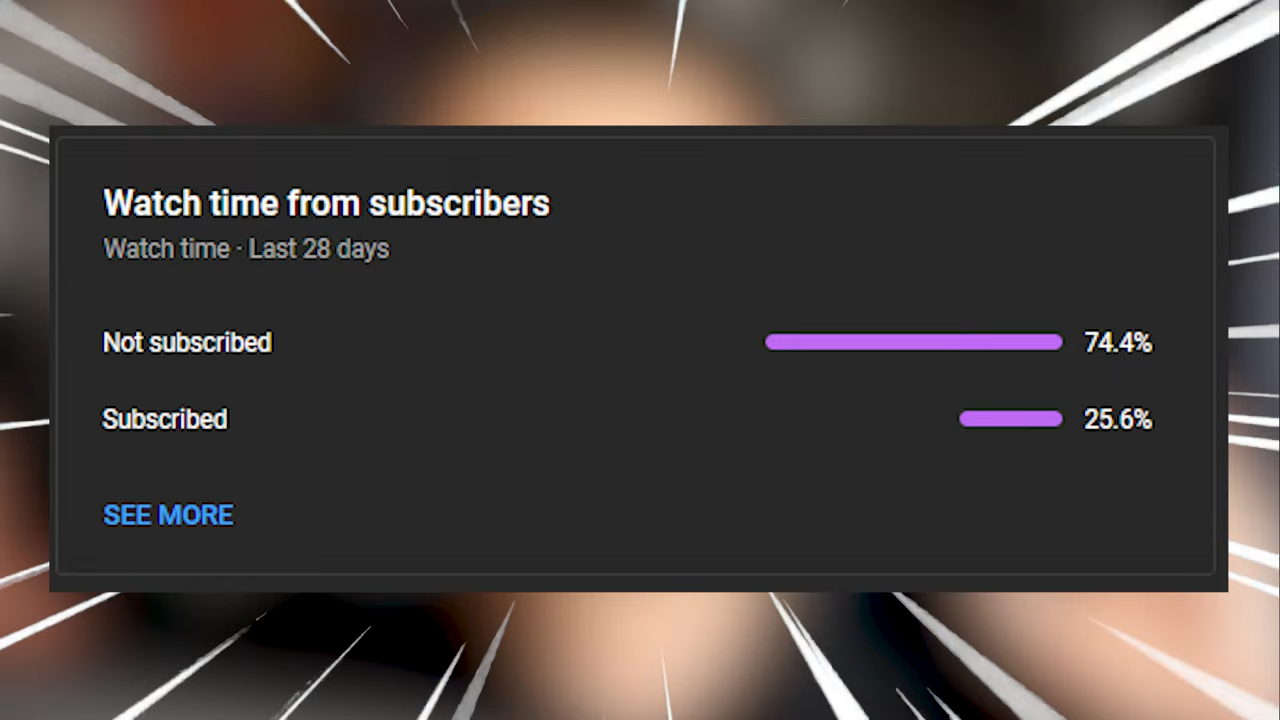 Watch time from subscribers
Watch time · Last 28 days
Not subscribed 74.4%
Subscribed 25.6%
SEE MORE